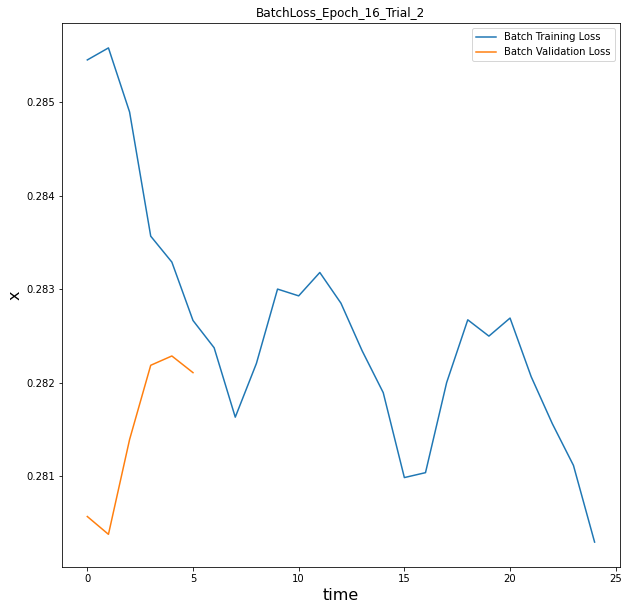 BatchLoss_Epoch_16_Trial_2
Batch Training Loss
Batch Validation Loss
0.285
0.284
0.283
0.282
0.281
x
0
5
10
15
20
25
time